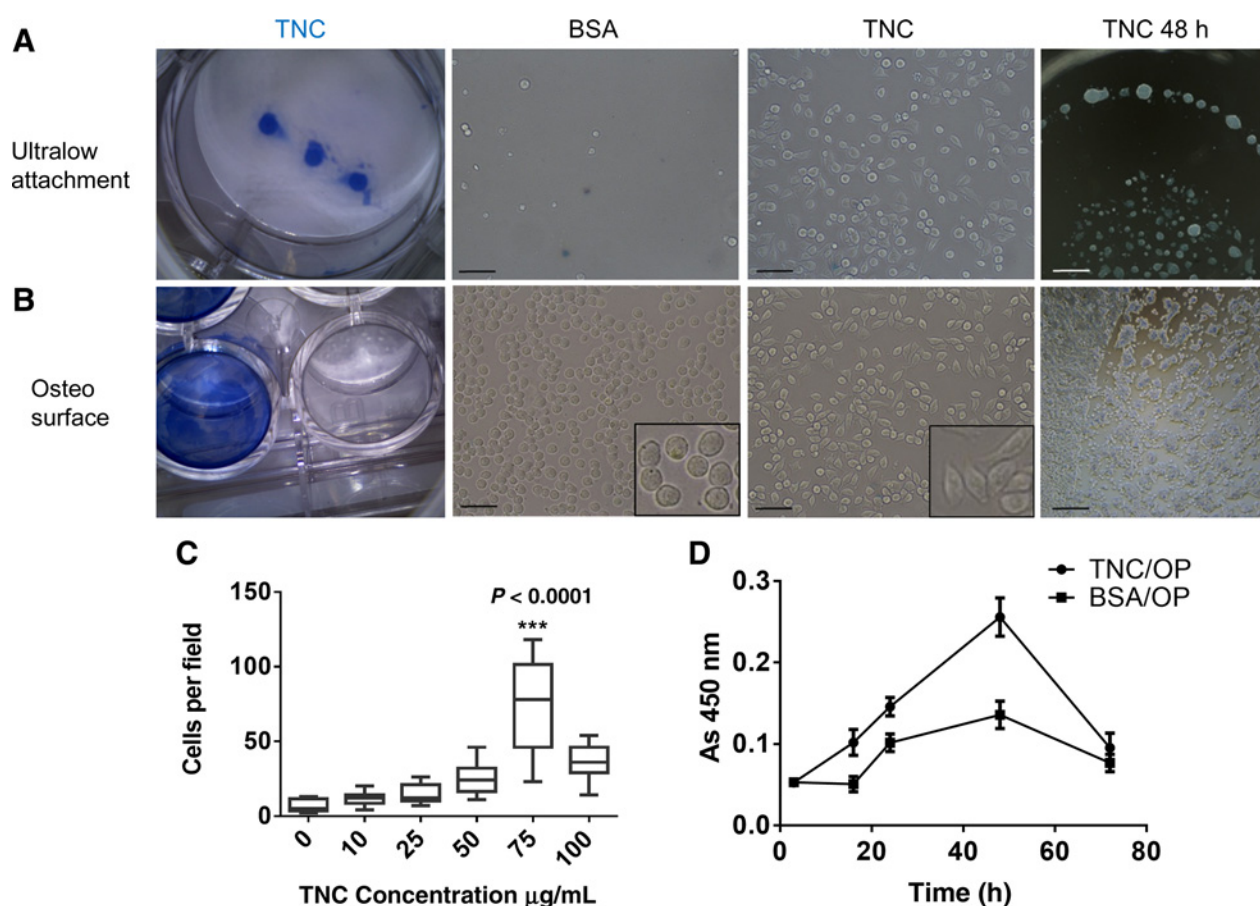 TNC
BSA
TNC
TNC 48 h
A
Ultralow
attachment
B
Osteo
surface
C
150
100
50
0
Cells per field
P < 0.0001
***
0
10
25
50
75
100
TNC Concentration μg/mL
D
TNC/OP
BSA/OP
0.3
0.2
0.1
0.0
As 450 nm
0
20
40
60
80
Time (h)